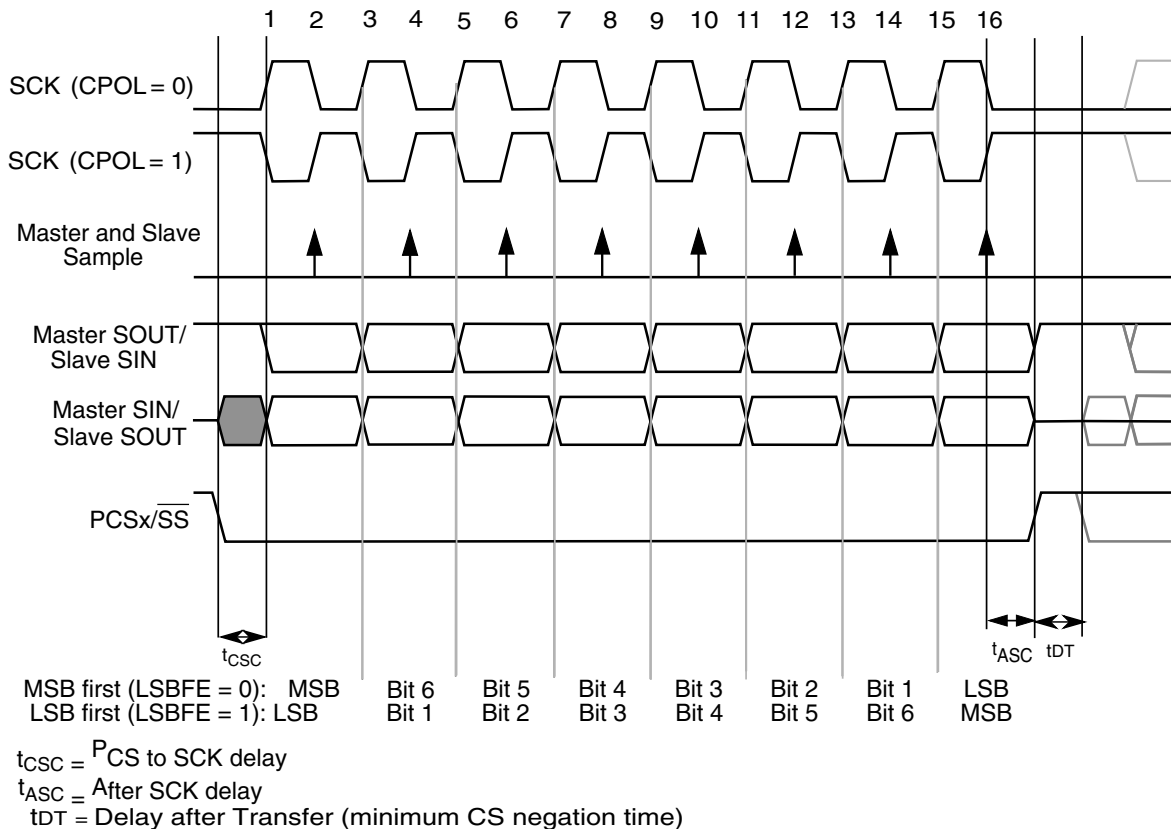 1 2 3 4 5 6 7 8 9 10 11 12 13 14 15 16
SCK (CPOL = 0)
SCK (CPOL = 1)
Master and Slave
Sample
Master SOUT/
Slave SIN
Master SIN/
Slave SOUT
PCSx/S̅S̅
tCSC
tASC
tDT
MSB first (LSBFE = 0): MSB Bit 6 Bit 5 Bit 4 Bit 3 Bit 2 Bit 1 LSB
LSB first (LSBFE = 1): LSB Bit 1 Bit 2 Bit 3 Bit 4 Bit 5 Bit 6 MSB
tCSC = PCS to SCK delay
tASC = After SCK delay
tDT = Delay after Transfer (minimum CS negation time)